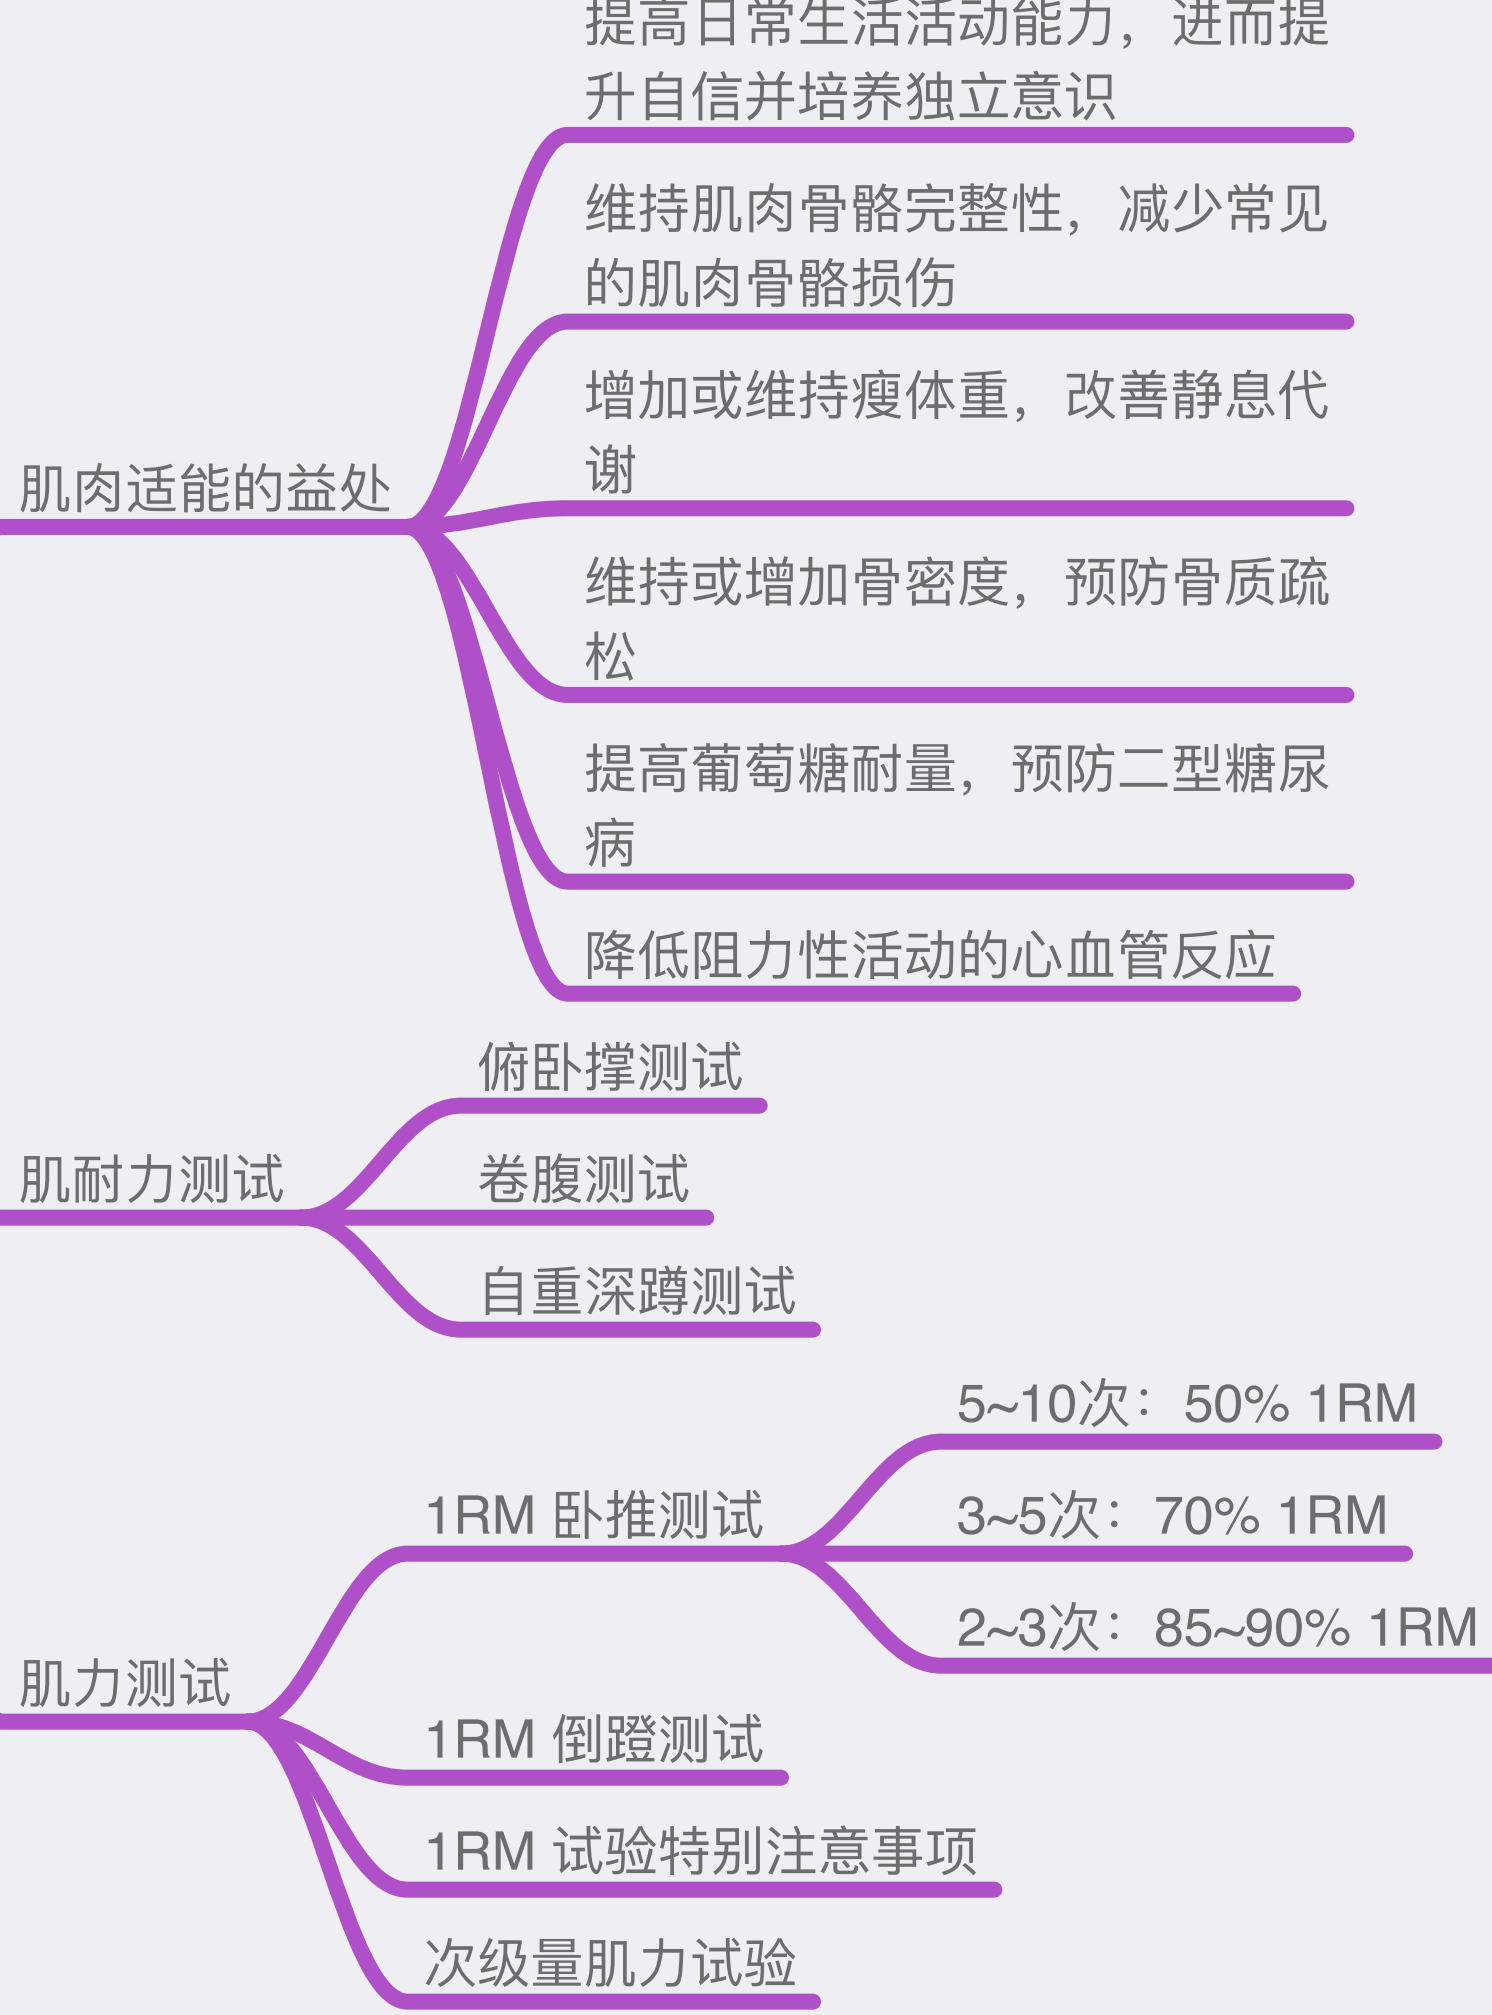 提高日常生活活动能力，进而提
升自信并培养独立意识
维持肌肉骨骼完整性，减少常见
的肌肉骨骼损伤
增加或维持瘦体重，改善静息代
谢
肌肉适能的益处
维持或增加骨密度，预防骨质疏
松
提高葡萄糖耐量，预防二型糖尿
病
降低阻力性活动的心血管反应
俯卧撑测试
肌耐力测试
卷腹测试
自重深蹲测试
5~10次：50% 1RM
1RM 卧推测试
3~5次：70% 1RM
2~3次：85~90% 1RM
肌力测试
1RM 倒蹬测试
1RM 试验特别注意事项
次级量肌力试验